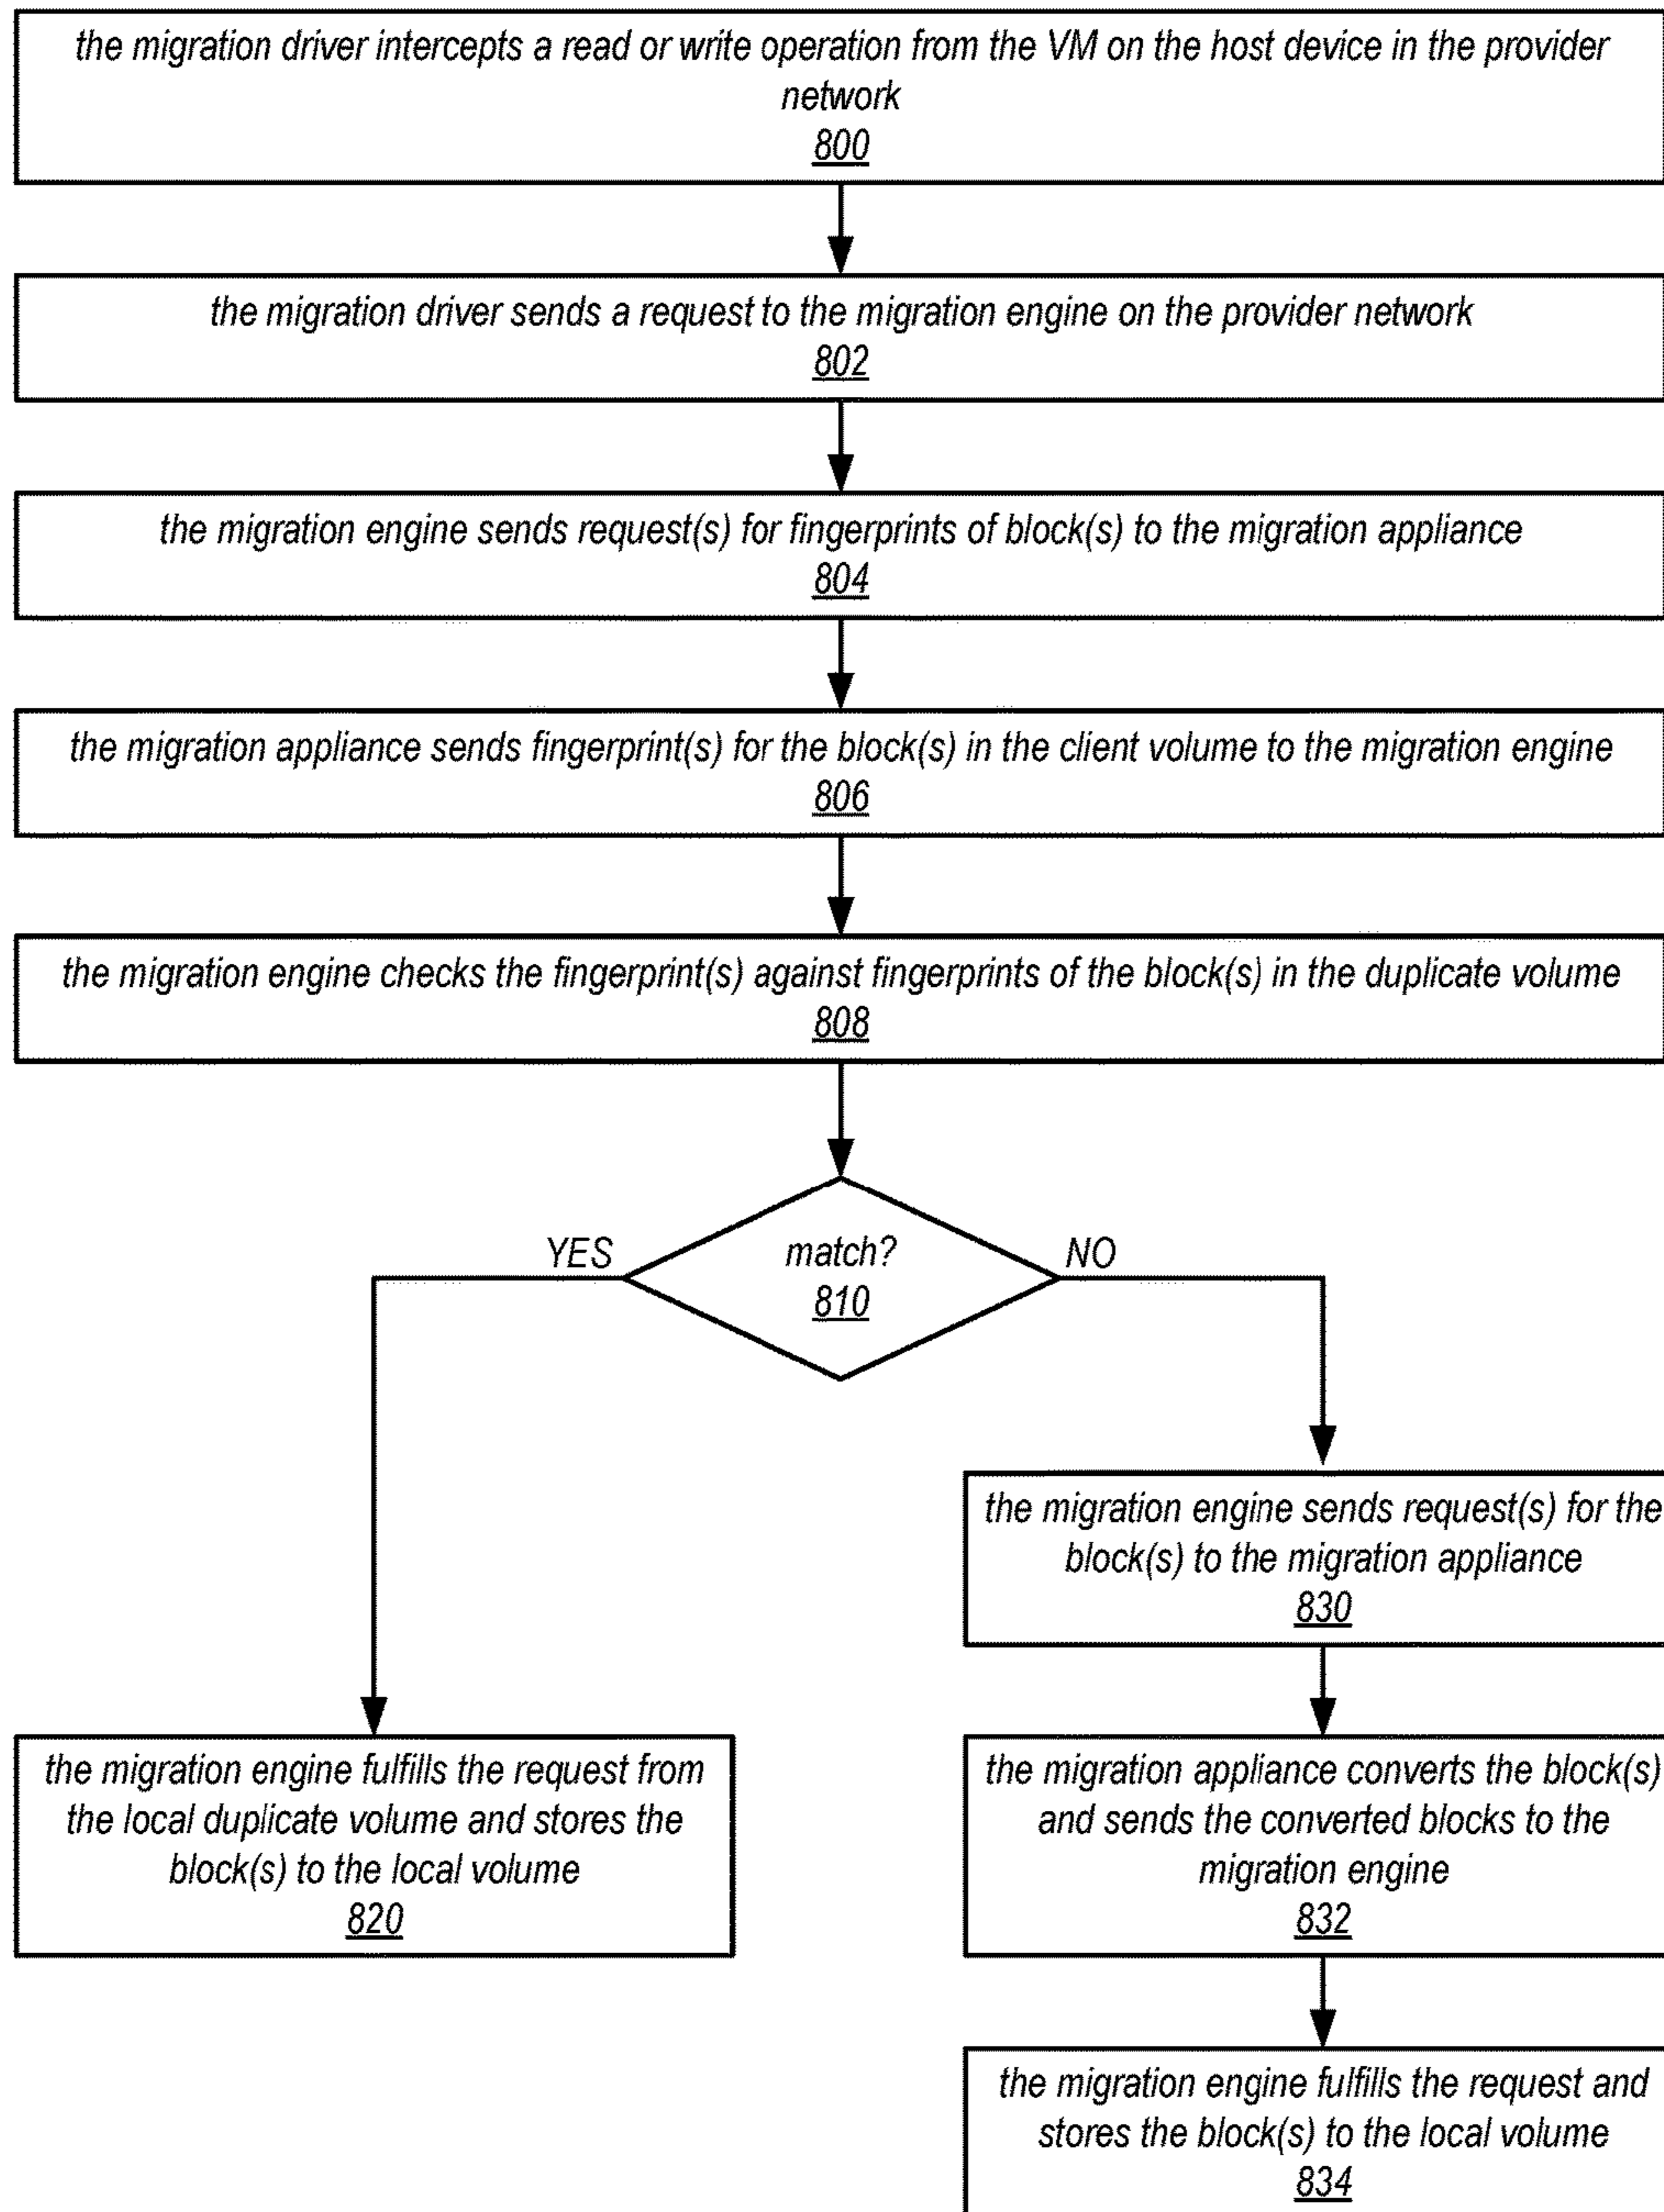 the migration driver intercepts a read or write operation from the VM on the host device in the provider
network
800
the migration driver sends a request to the migration engine on the provider network
802
the migration engine sends request(s) for fingerprints of block(s) to the migration appliance
804
the migration appliance sends fingerprint(s) for the block(s) in the client volume to the migration engine
806
the migration engine checks the fingerprint(s) against fingerprints of the block(s) in the duplicate volume
808
YES
match?
NO
810
the migration engine sends request(s) for the
block(s) to the migration appliance
830
the migration engine fulfills the request from
the local duplicate volume and stores the
block(s) to the local volume
820
the migration appliance converts the block(s)
and sends the converted blocks to the
migration engine
832
the migration engine fulfills the request and
stores the block(s) to the local volume
834